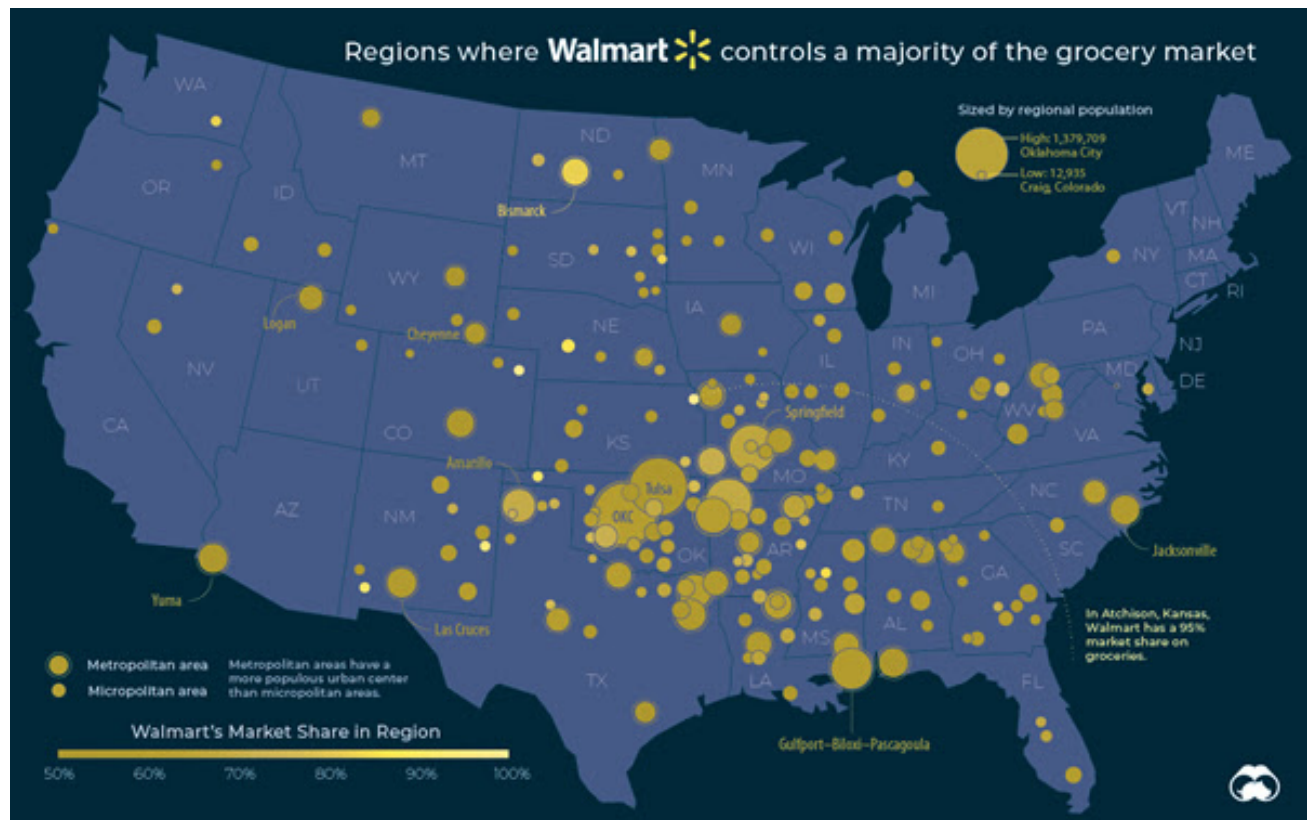 Regions where Walmart controls a majority of the grocery market
Sized by regional population
High: 1,379,709
Oklahoma City
Low: 12,935
Craig, Colorado
WA
MT
ND
MN
ME
OR
ID
VT
NH
Bismarck
WI
NY
MA
SD
CT
RI
WY
MI
IA
Logan
Cheyenne
NE
PA
NJ
IN
OH
IL
NV
MD
DE
UT
WV
CA
CO
KS
Springfield
VA
Amarillo
KY
MO
Tulsa
NC
AZ
NM
TN
OKC
OK
AR
SC
Jacksonville
GA
Yuma
Las Cruces
MS
AL
In Atchison, Kansas,
Walmart has a 95%
market share on
groceries.
Metropolitan area
Micropolitan area
Metropolitan areas have a
more populous urban center
than micropolitan areas.
TX
LA
FL
Gulfport–Biloxi–Pascagoula
Walmart's Market Share in Region
50% 60% 70% 80% 90% 100%